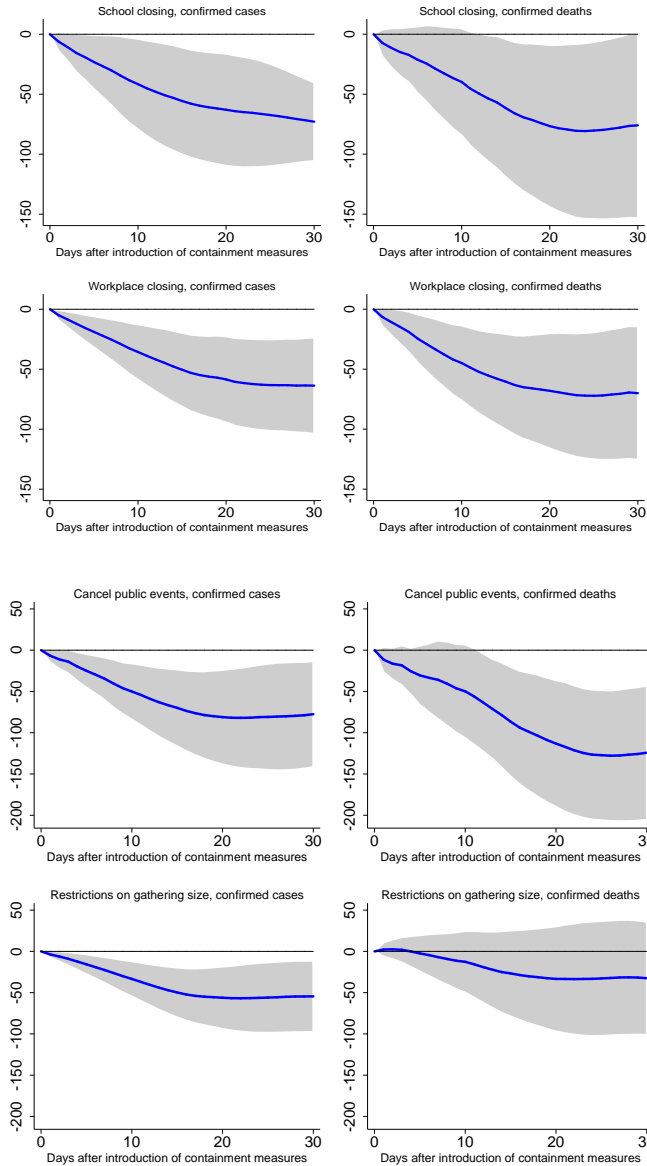 School closing, confirmed cases
0
-50
-100
-150
0 10 20 30
Days after introduction of containment measures
School closing, confirmed deaths
0
-50
-100
-150
0 10 20 30
Days after introduction of containment measures
Workplace closing, confirmed cases
0
-50
-100
-150
0 10 20 30
Days after introduction of containment measures
Workplace closing, confirmed deaths
0
-50
-100
-150
0 10 20 30
Days after introduction of containment measures
Cancel public events, confirmed cases
50
0
-50
-100
-150
-200
0 10 20 30
Days after introduction of containment measures
Cancel public events, confirmed deaths
50
0
-50
-100
-150
-200
0 10 20 30
Days after introduction of containment measures
Restrictions on gathering size, confirmed cases
50
0
-50
-100
-150
-200
0 10 20 30
Days after introduction of containment measures
Restrictions on gathering size, confirmed deaths
50
0
-50
-100
-150
-200
0 10 20 30
Days after introduction of containment measures